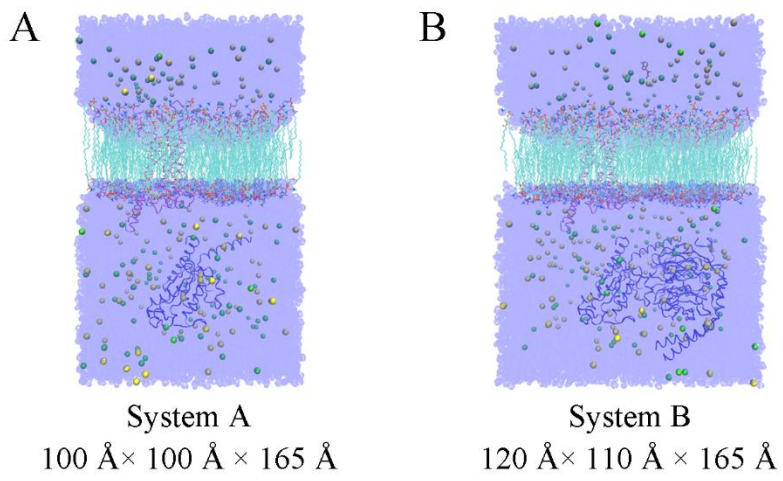 A
B
System A
100 Å× 100 Å × 165 Å
System B
120 Å× 110 Å × 165 Å